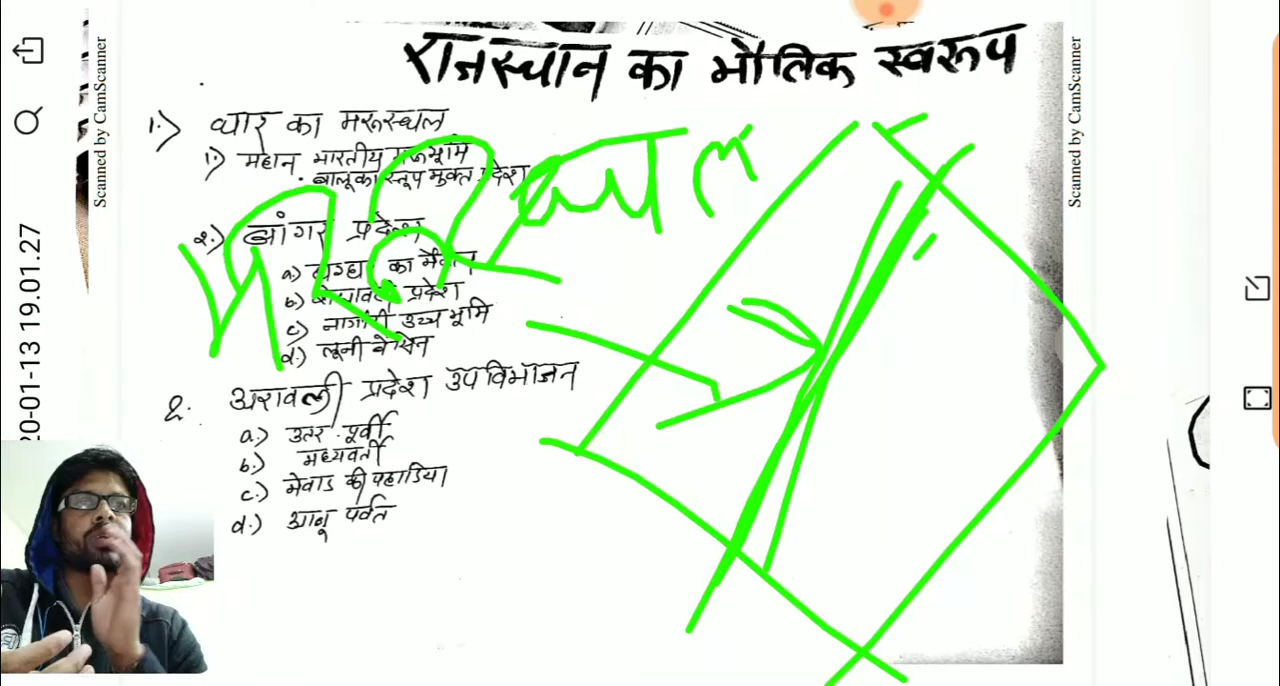 राजस्थान का भौतिक स्वरूप
1.) थार का मरूस्थल
1.) महान भारतीय मरूभूमि
बालूका स्तूप मुक्त प्रदेश
2.) बांगर प्रदेश
a.) का मैदान
b.) प्रदेश
c.) नागौरी उच्च भूमि
d.) लूनी बेसिन
2. अरावली प्रदेश उपविभाजन
a.) उतर पूर्वी
b.) मध्यवर्ती
c.) मेवाड की पहाडिया
d.) आबू पर्वत
Scanned by CamScanner
Scanned by CamScanner
20-01-13 19.01.27